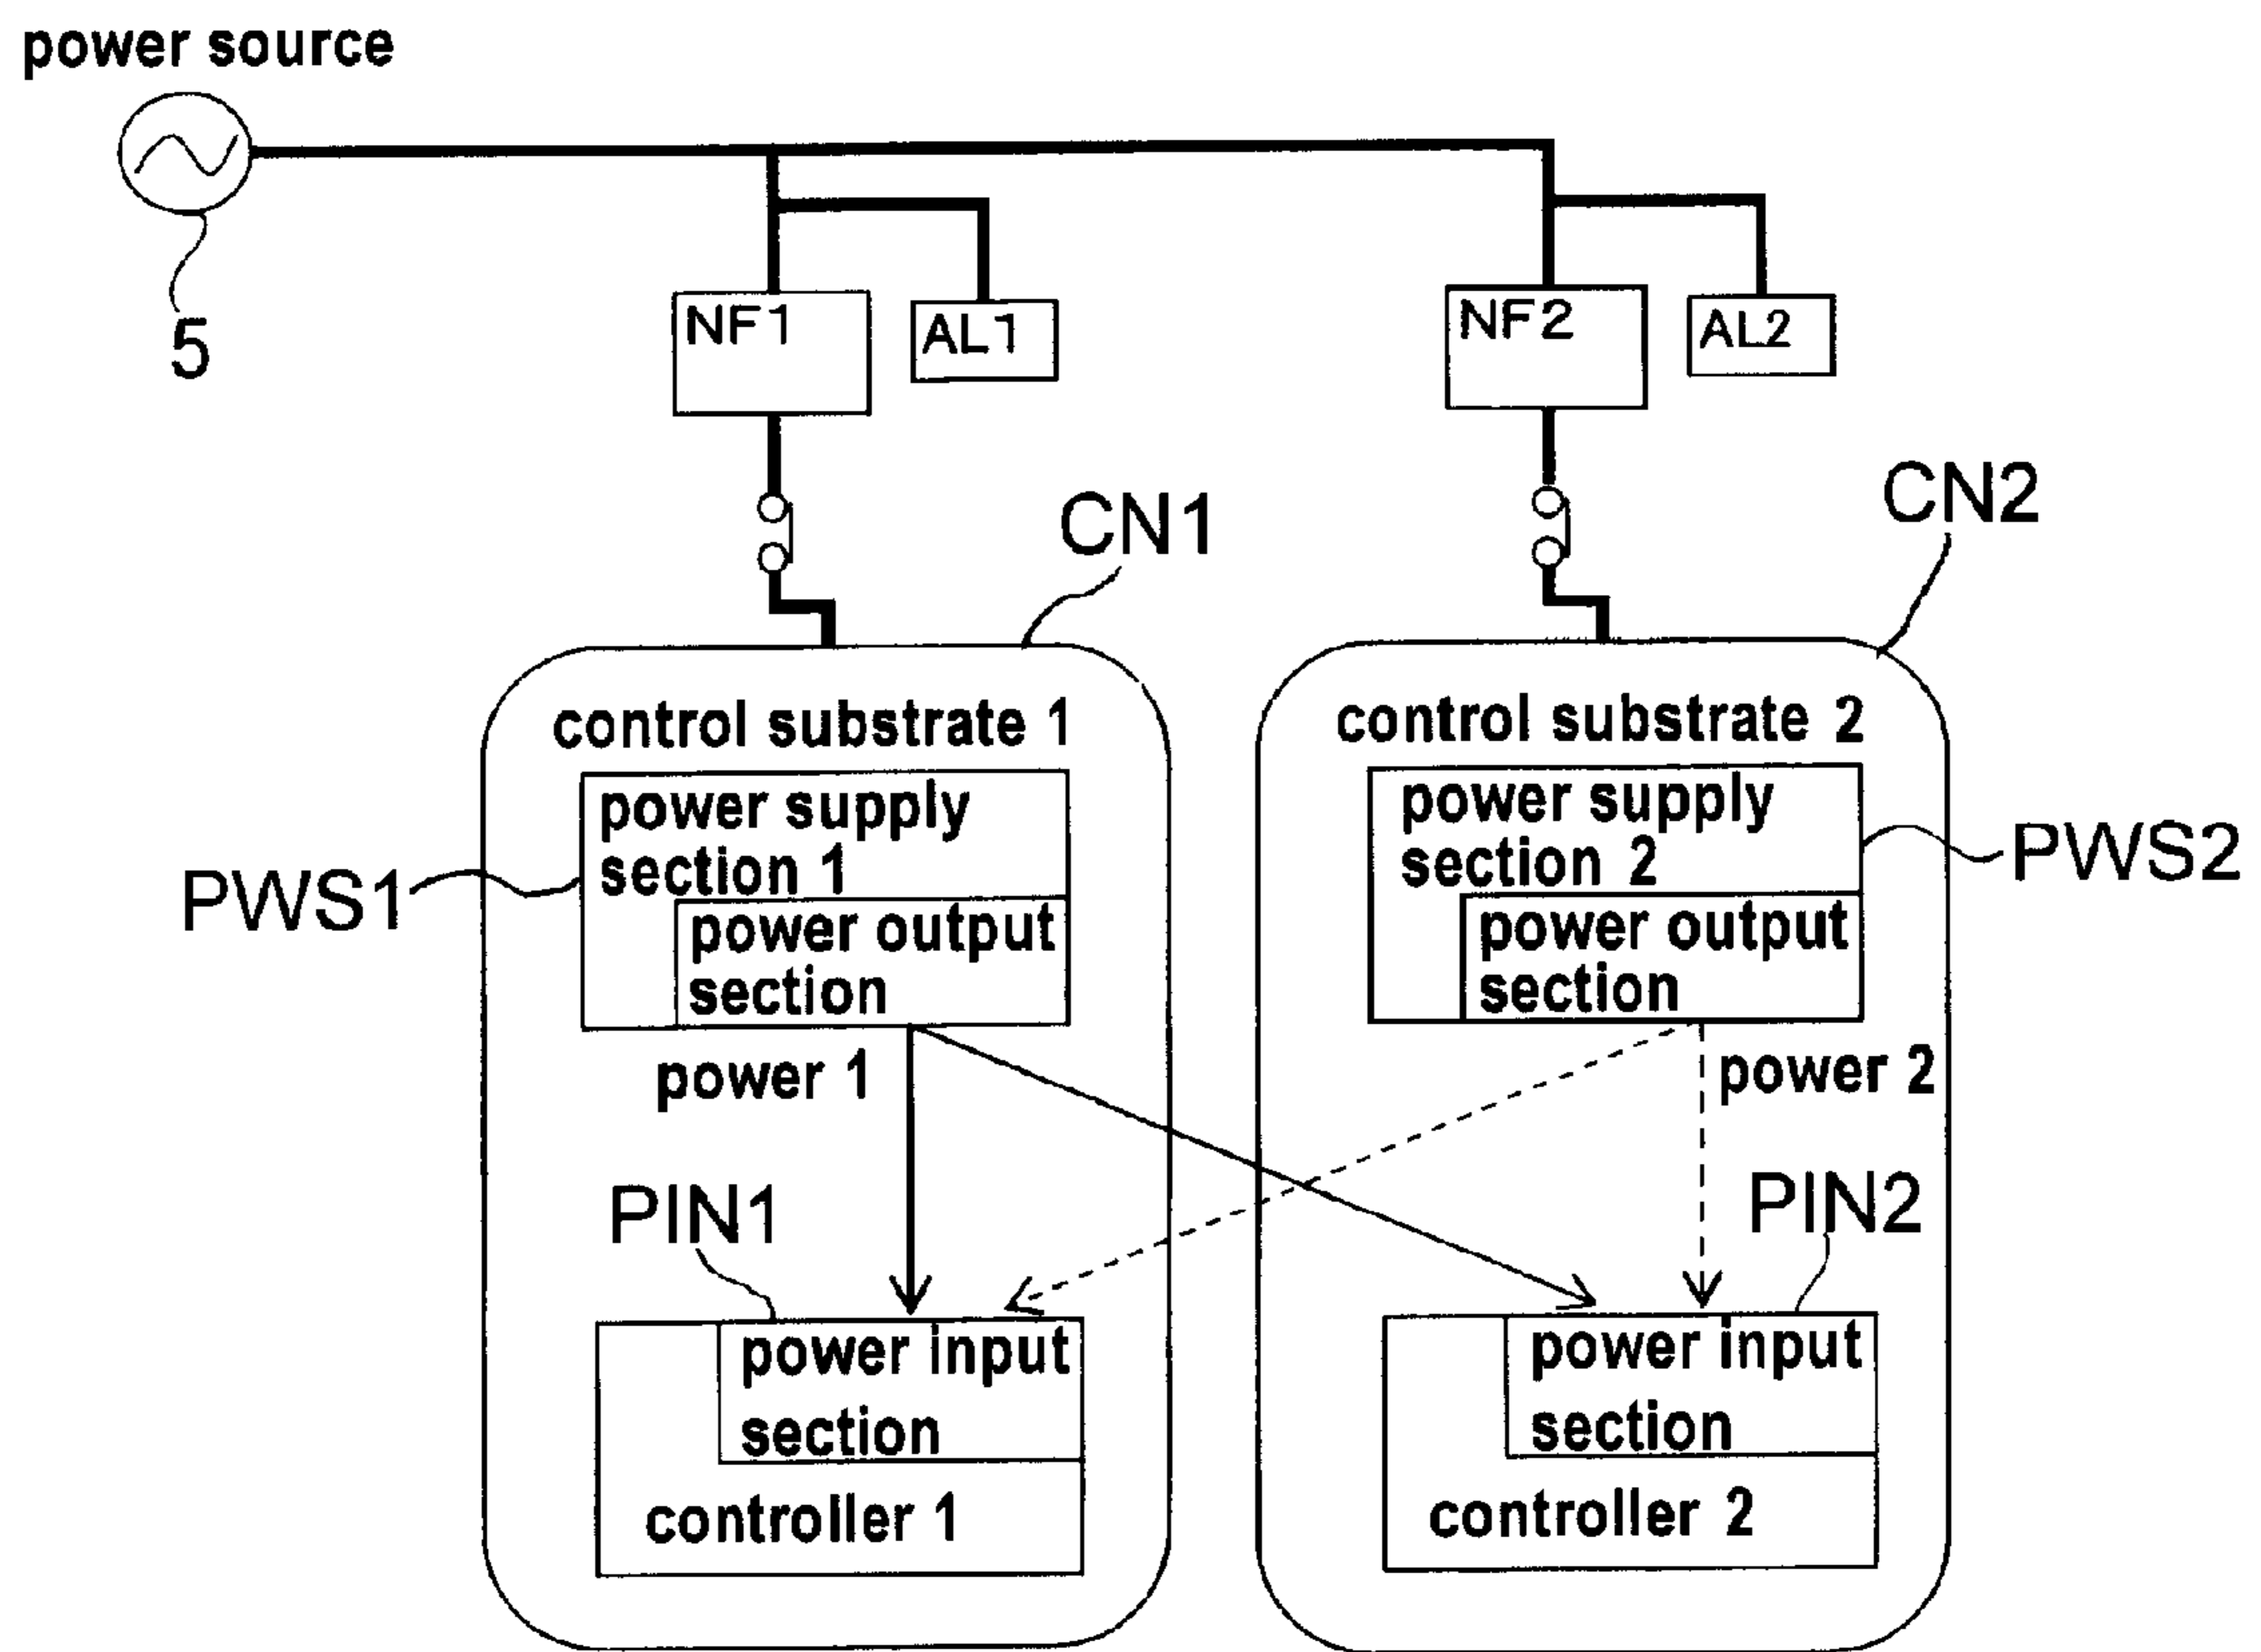 power source
5
NF1
AL1
NF2
AL2
CN1
CN2
control substrate 1
power supply
section 1
power output
section
PWS1
power 1
PIN1
power input
section
controller 1
control substrate 2
power supply
section 2
power output
section
PWS2
power 2
PIN2
power input
section
controller 2